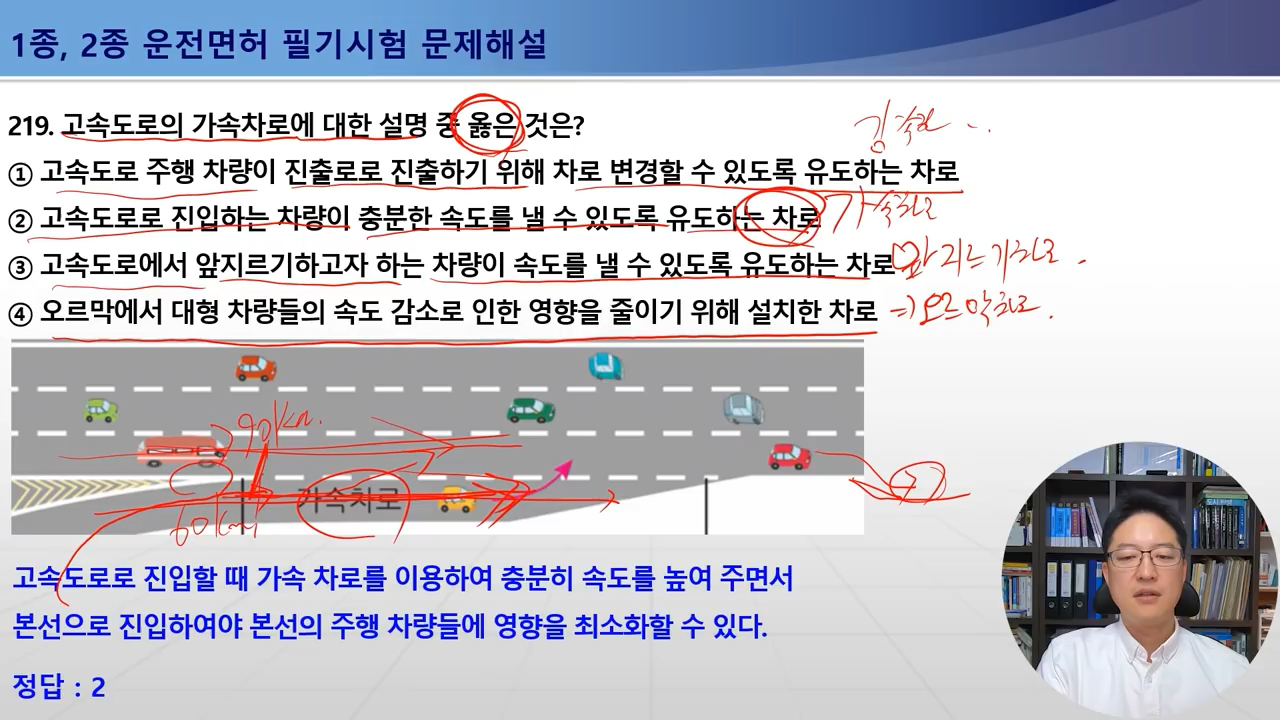 1종, 2종 운전면허 필기시험 문제해설
219. 고속도로의 가속차로에 대한 설명 중 옳은 것은?
① 고속도로 주행 차량이 진출로로 진출하기 위해 차로 변경할 수 있도록 유도하는 차로
② 고속도로로 진입하는 차량이 충분한 속도를 낼 수 있도록 유도하는 차로
가속차로
③ 고속도로에서 앞지르기하고자 하는 차량이 속도를 낼 수 있도록 유도하는 차로
④ 오르막에서 대형 차량들의 속도 감소로 인한 영향을 줄이기 위해 설치한 차로
⇒ 오르막차로.
90km.
가속차로
60km
고속도로로 진입할 때 가속 차로를 이용하여 충분히 속도를 높여 주면서
본선으로 진입하여야 본선의 주행 차량들에 영향을 최소화할 수 있다.
정답 : 2